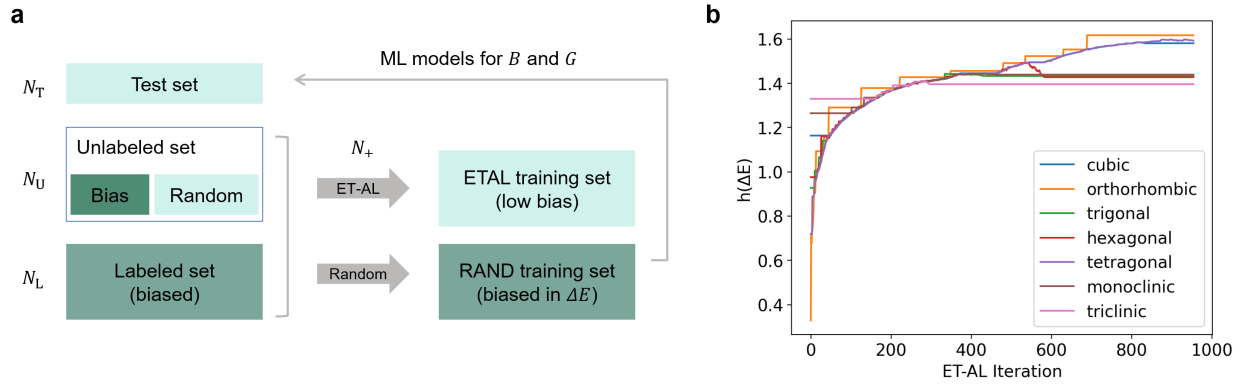 a
ML models for B and G
N_T
Test set
N_U
Unlabeled set
Bias
Random
N_L
Labeled set
(biased)
N_+
ET-AL
Random
ETAL training set
(low bias)
RAND training set
(biased in ΔE)
b
h(ΔE)
1.6
1.4
1.2
1.0
0.8
0.6
0.4
0
200
400
600
800
1000
ET-AL Iteration
cubic
orthorhombic
trigonal
hexagonal
tetragonal
monoclinic
triclinic